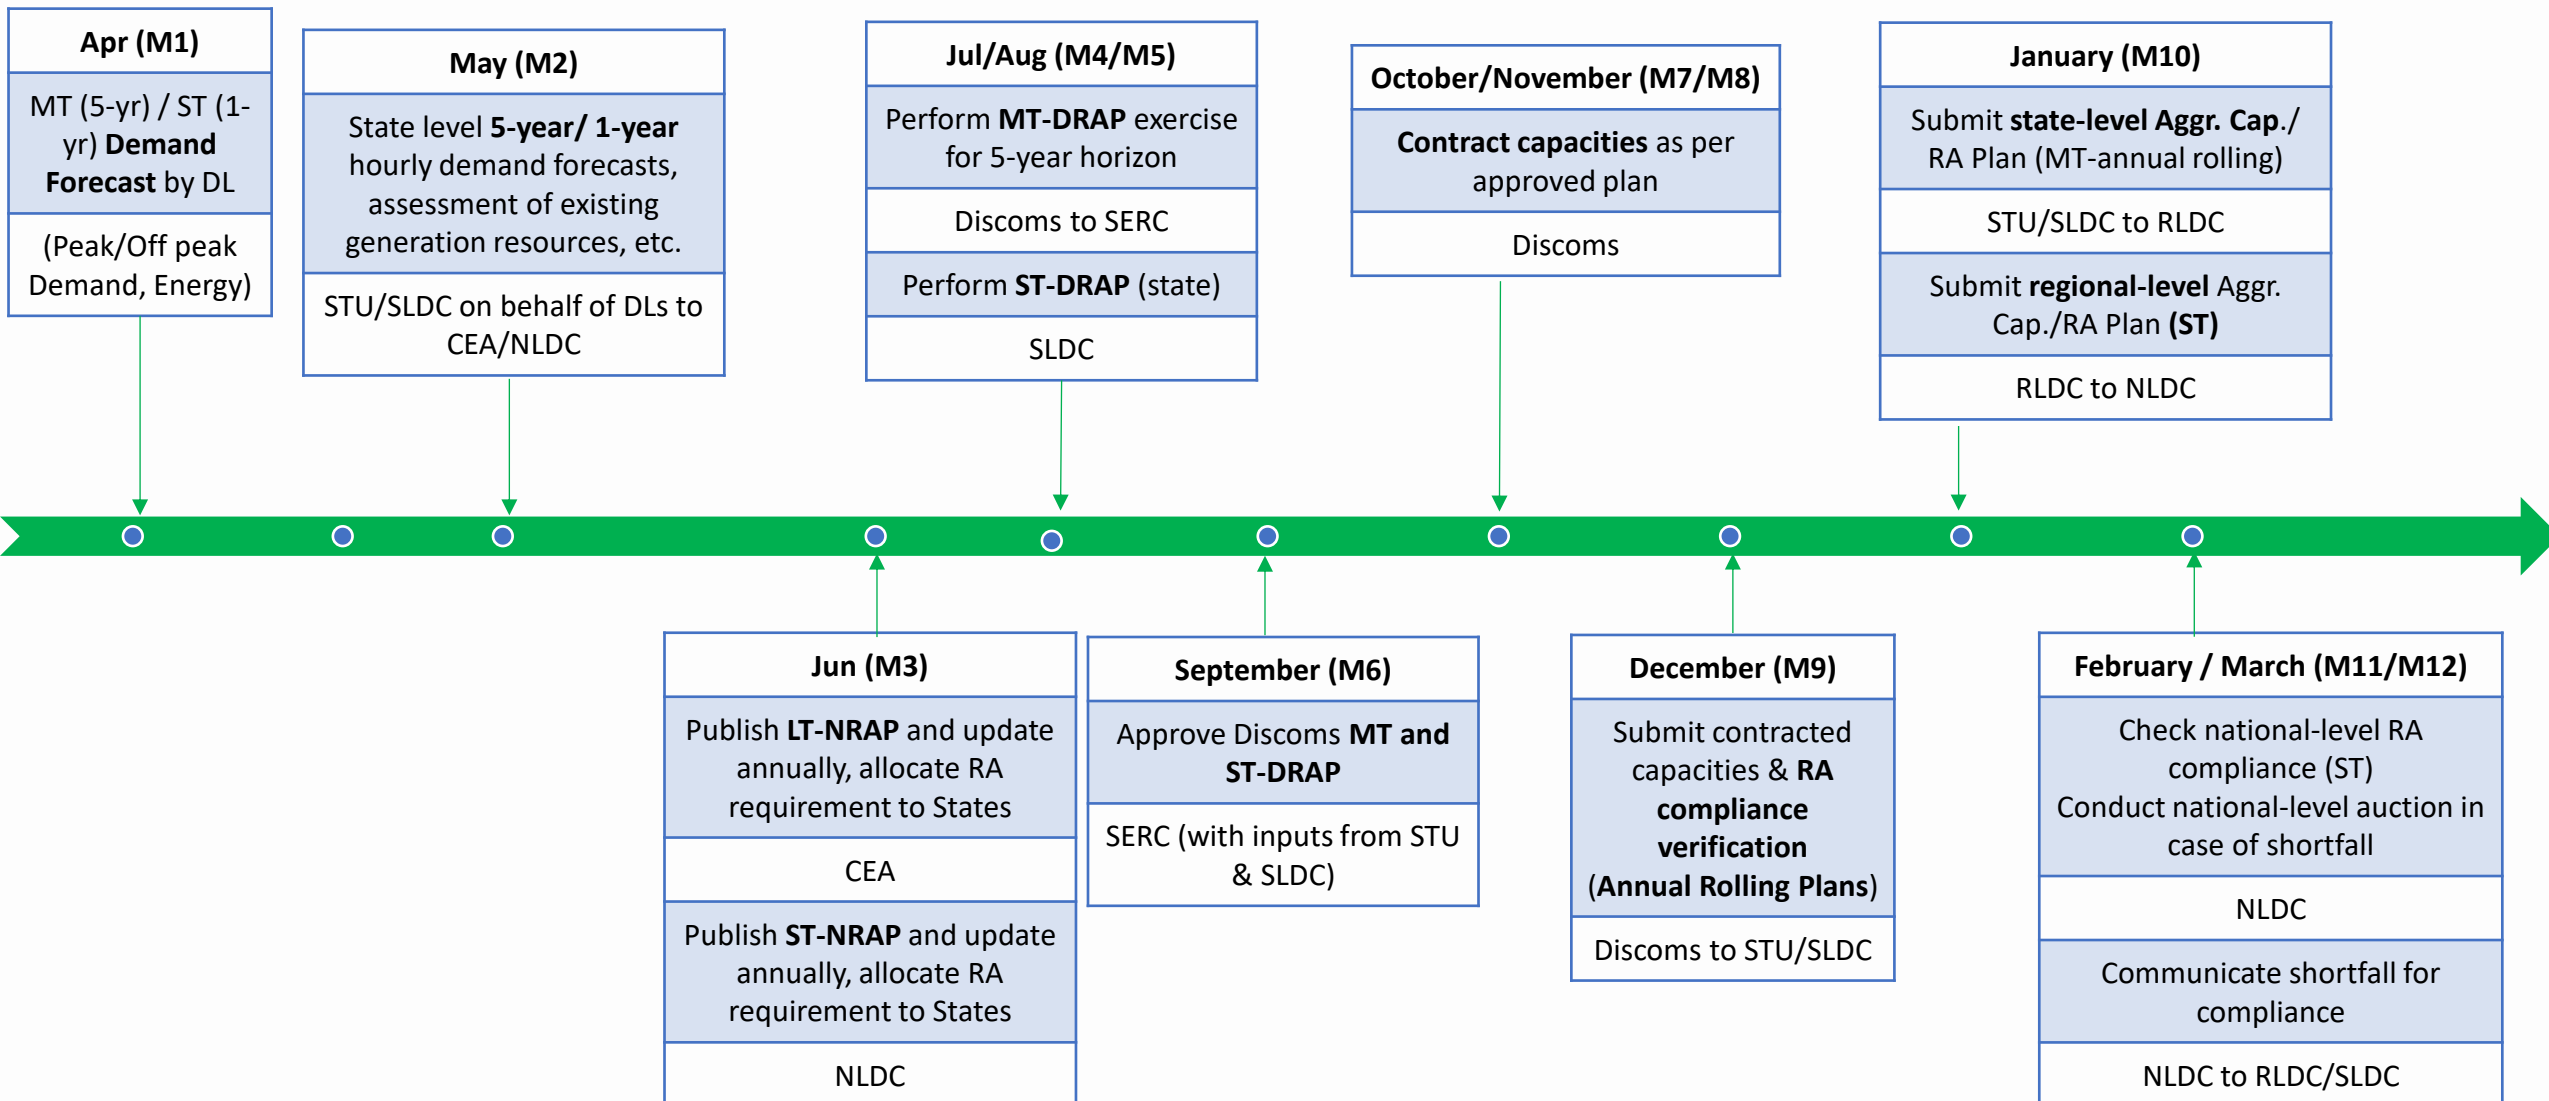 Apr (M1)
MT (5-yr) / ST (1-
yr) Demand
Forecast by DL
(Peak/Off peak
Demand, Energy)
May (M2)
State level 5-year/ 1-year
hourly demand forecasts,
assessment of existing
generation resources, etc.
STU/SLDC on behalf of DLs to
CEA/NLDC
Jul/Aug (M4/M5)
Perform MT-DRAP exercise
for 5-year horizon
Discoms to SERC
Perform ST-DRAP (state)
SLDC
October/November (M7/M8)
Contract capacities as per
approved plan
Discoms
January (M10)
Submit state-level Aggr. Cap./
RA Plan (MT-annual rolling)
STU/SLDC to RLDC
Submit regional-level Aggr.
Cap./RA Plan (ST)
RLDC to NLDC
Jun (M3)
Publish LT-NRAP and update
annually, allocate RA
requirement to States
CEA
Publish ST-NRAP and update
annually, allocate RA
requirement to States
NLDC
September (M6)
Approve Discoms MT and
ST-DRAP
SERC (with inputs from STU
& SLDC)
December (M9)
Submit contracted
capacities & RA
compliance
verification
(Annual Rolling Plans)
Discoms to STU/SLDC
February / March (M11/M12)
Check national-level RA
compliance (ST)
Conduct national-level auction in
case of shortfall
NLDC
Communicate shortfall for
compliance
NLDC to RLDC/SLDC